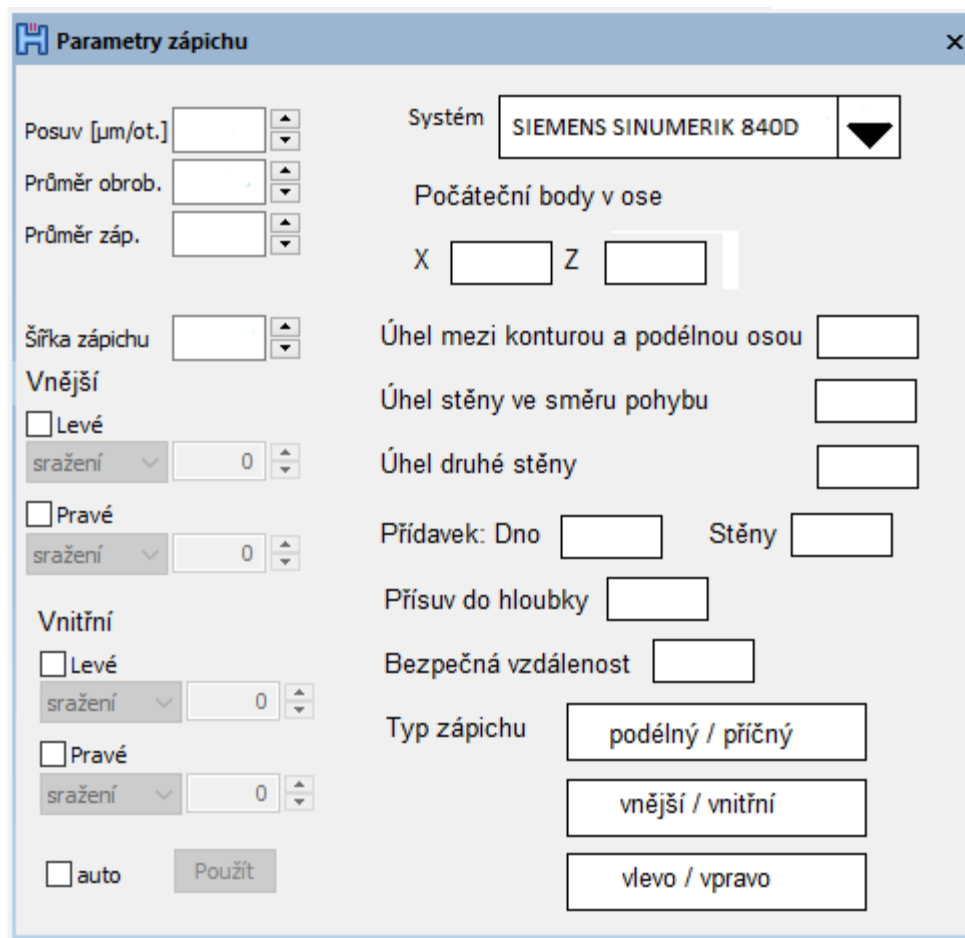 Parametry zápichu
Posuv [µm/ot.]
Průměr obrob.
Průměr záp.
Šířka zápichu
Vnější
Levé
sražení 0
Pravé
sražení 0
Vnitřní
Levé
sražení 0
Pravé
sražení 0
auto Použít
Systém SIEMENS SINUMERIK 840D
Počáteční body v ose
X Z
Úhel mezi konturou a podélnou osou
Úhel stěny ve směru pohybu
Úhel druhé stěny
Přídavek: Dno Stěny
Přísuv do hloubky
Bezpečná vzdálenost
Typ zápichu podélný / příčný
vnější / vnitřní
vlevo / vpravo